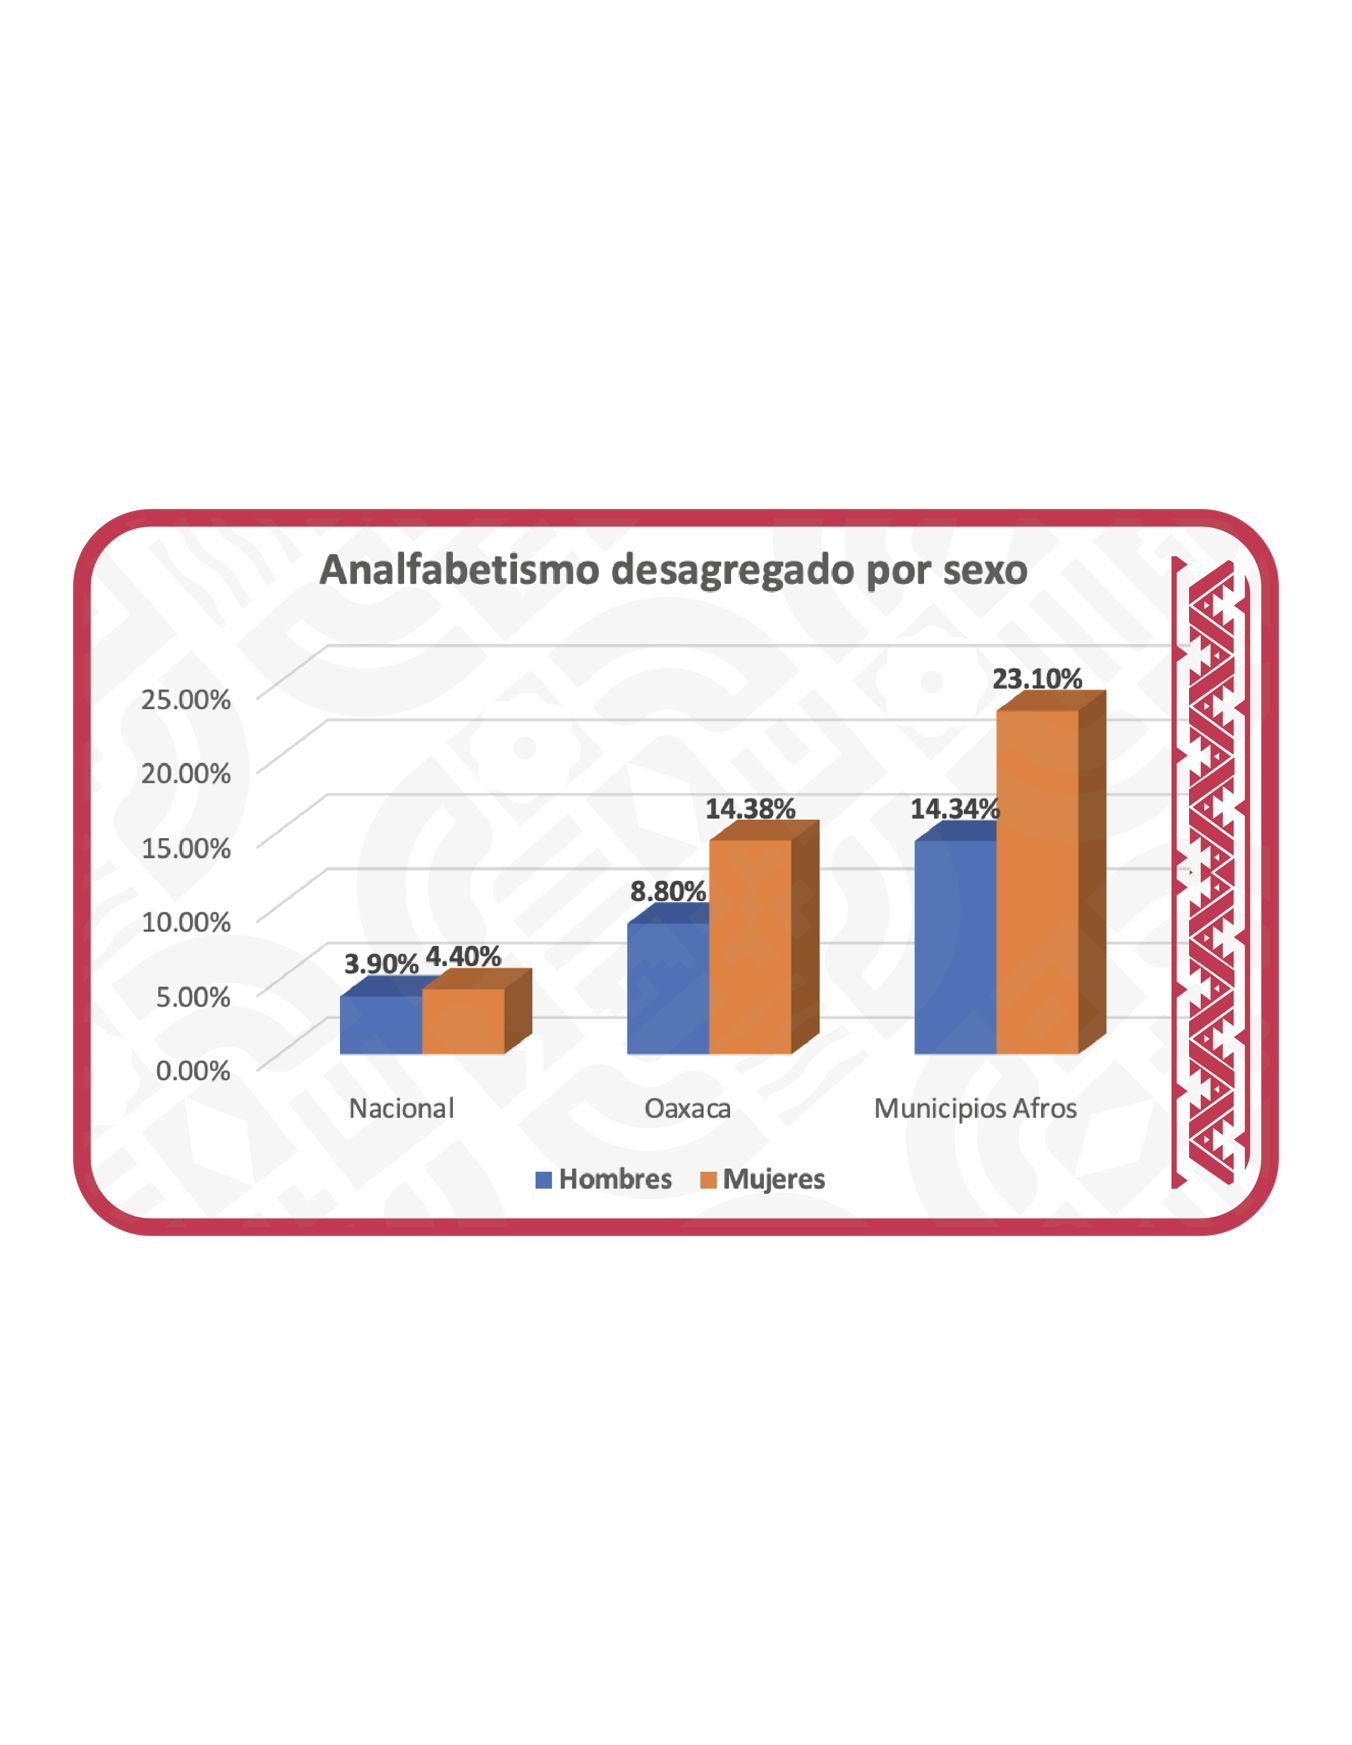 Analfabetismo desagregado por sexo
25.00%
20.00%
15.00%
10.00%
5.00%
0.00%
3.90%
4.40%
8.80%
14.38%
14.34%
23.10%
Nacional
Oaxaca
Municipios Afros
Hombres
Mujeres